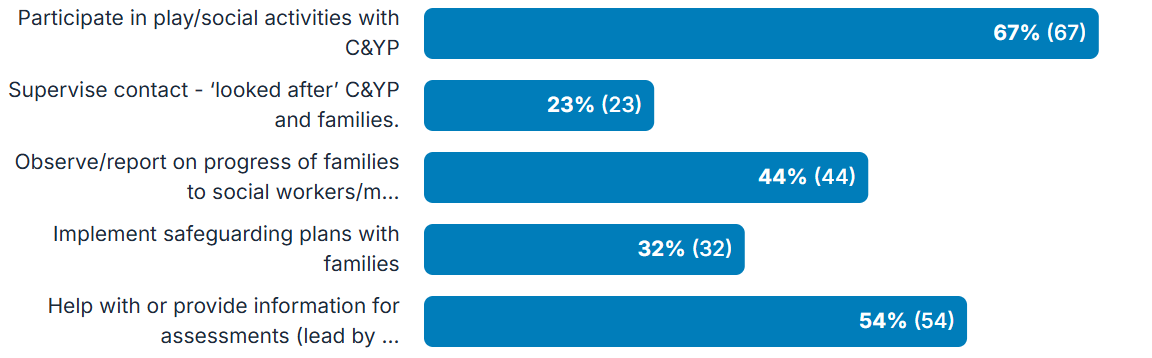 Participate in play/social activities with
C&YP
67% (67)
Supervise contact - ‘looked after’ C&YP
and families.
23% (23)
Observe/report on progress of families
to social workers/m...
44% (44)
Implement safeguarding plans with
families
32% (32)
Help with or provide information for
assessments (lead by ...
54% (54)